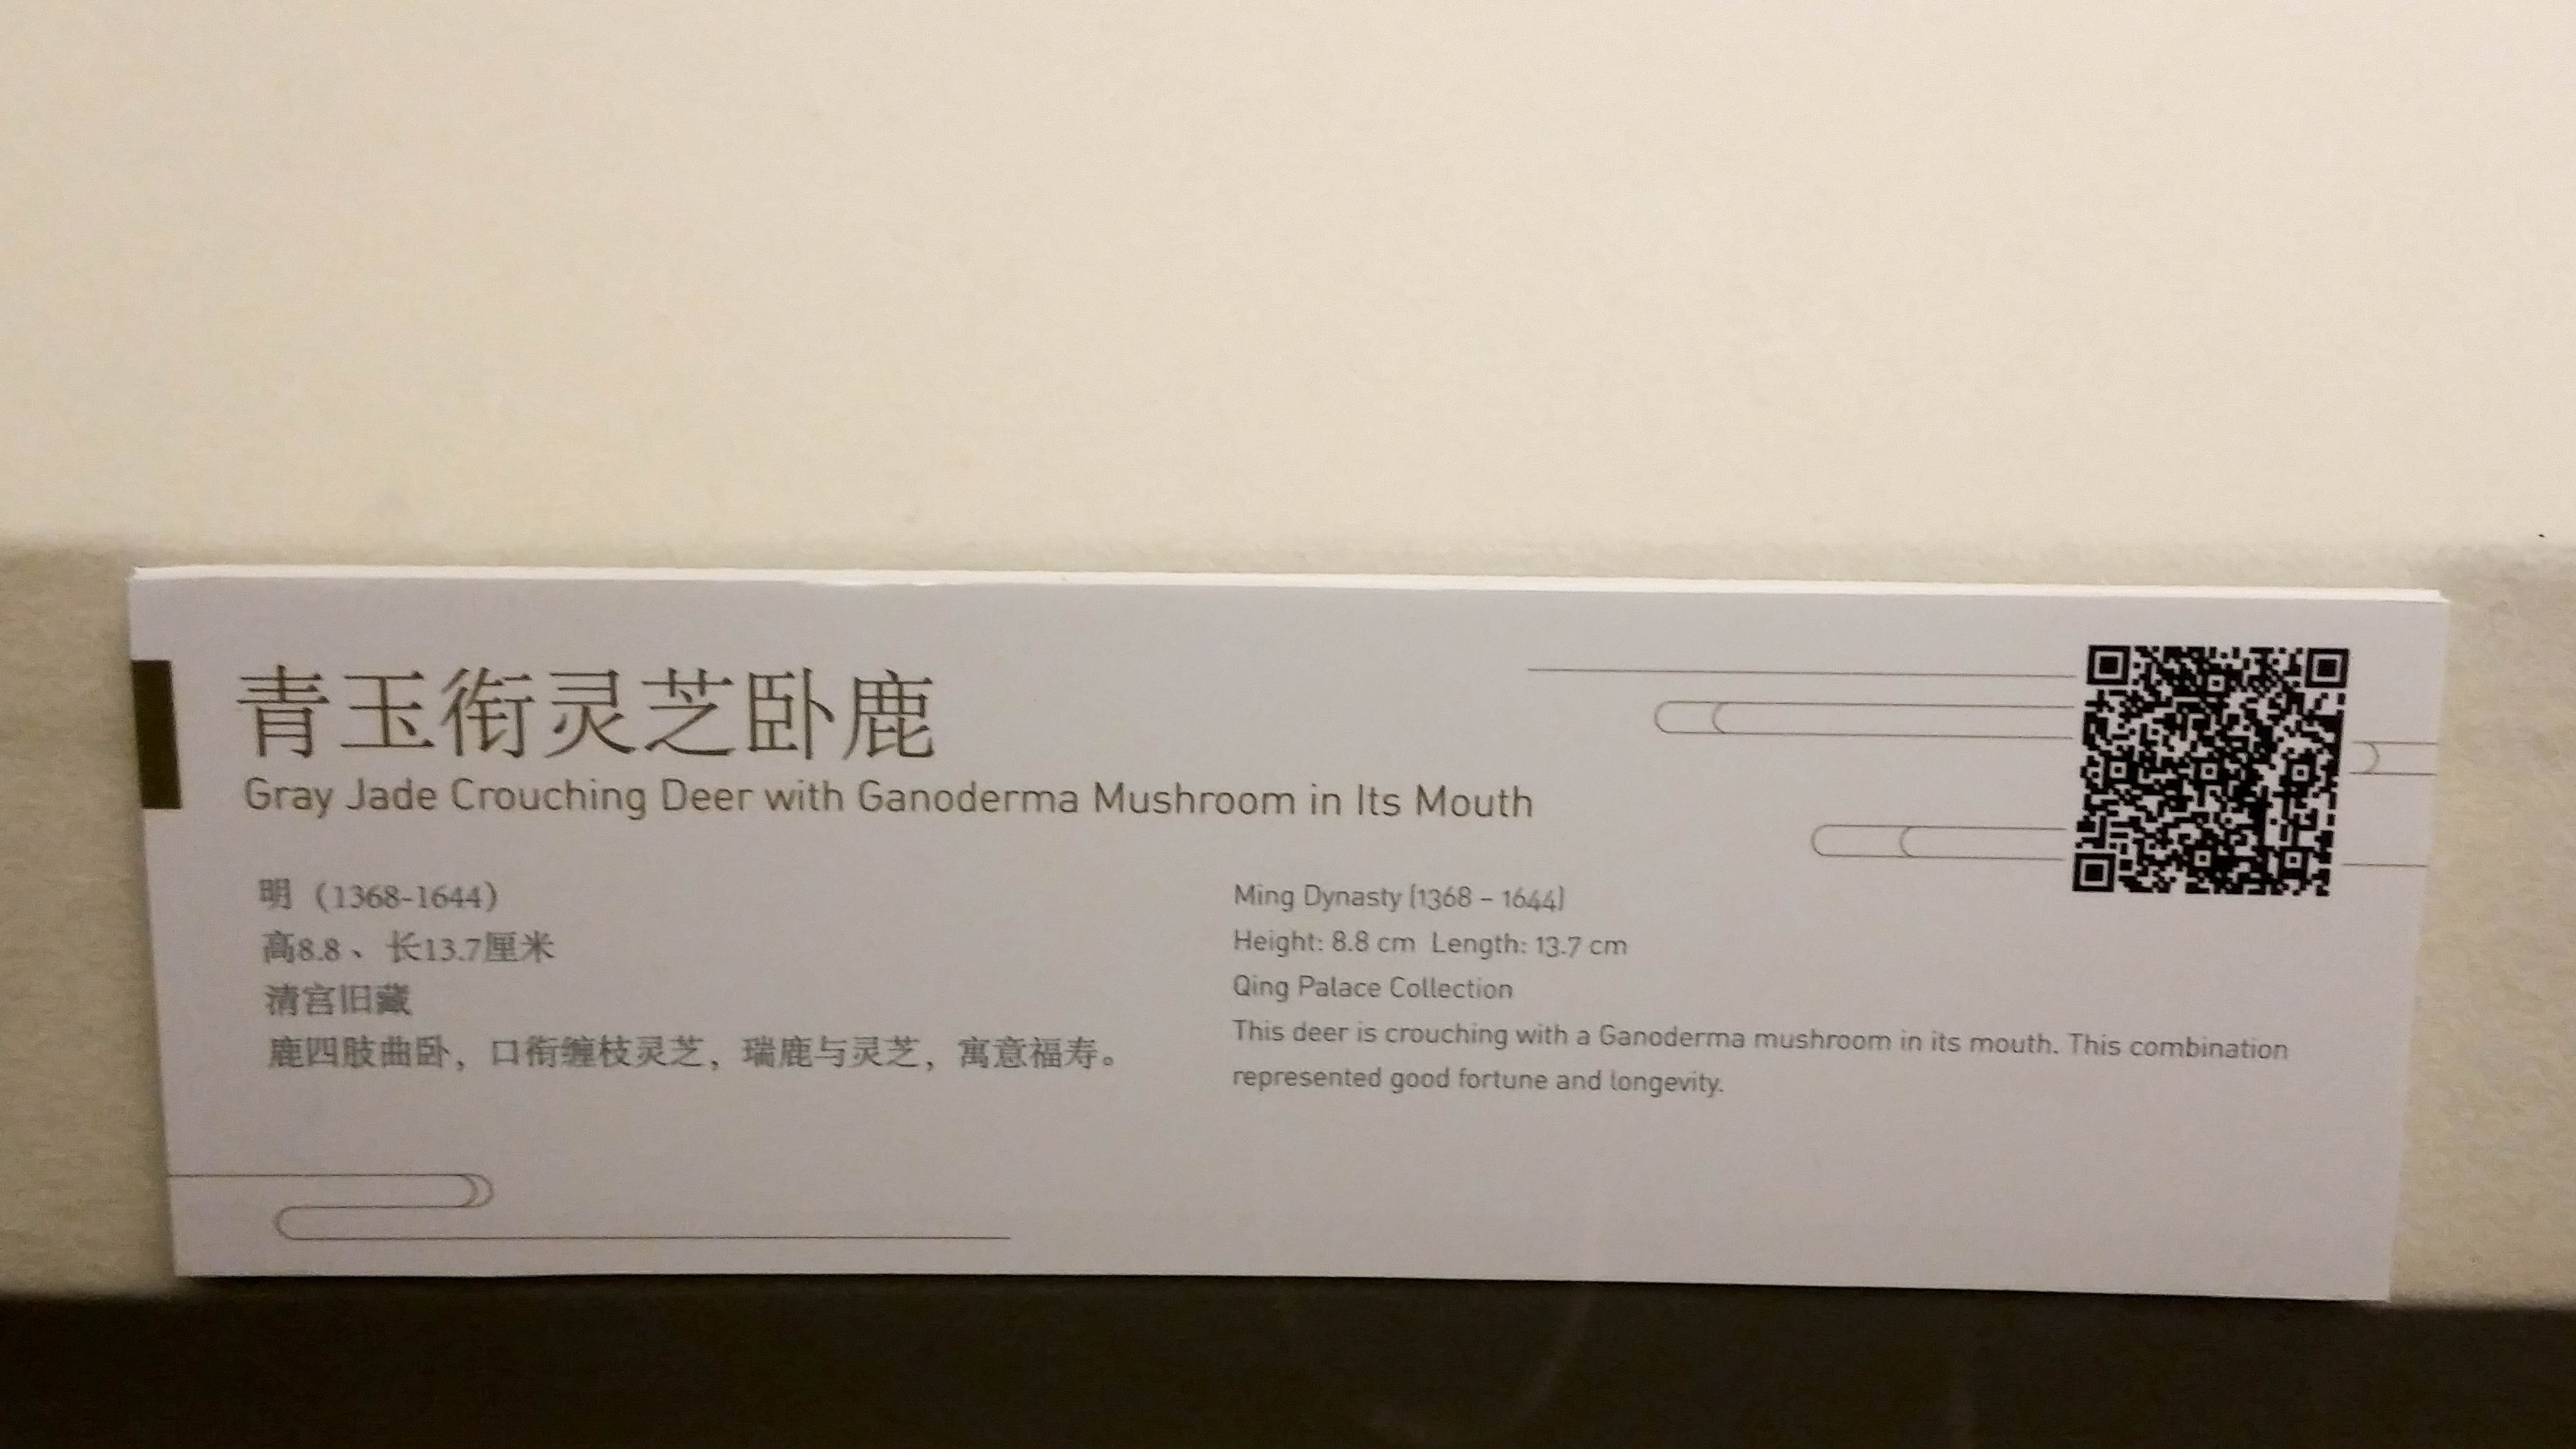 青玉衔灵芝卧鹿
Gray Jade Crouching Deer with Ganoderma Mushroom in Its Mouth
明（1368-1644）
高8.8、长13.7厘米
清宫旧藏
鹿四肢曲卧，口衔缠枝灵芝，瑞鹿与灵芝，寓意福寿。
Ming Dynasty (1368 – 1644)
Height: 8.8 cm  Length: 13.7 cm
Qing Palace Collection
This deer is crouching with a Ganoderma mushroom in its mouth. This combination
represented good fortune and longevity.